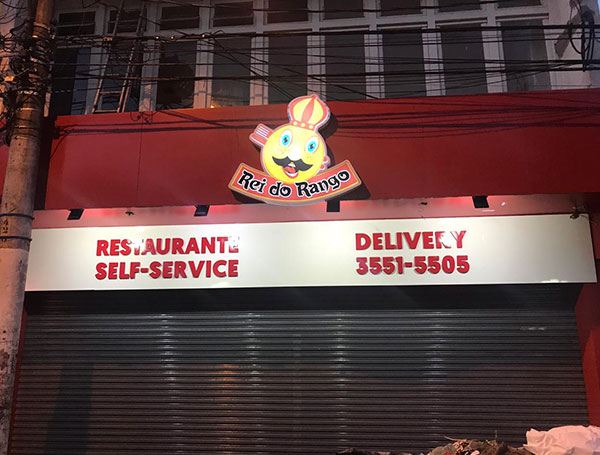 Rei do Rango
RESTAURANTE
SELF-SERVICE
DELIVERY
3551-5505